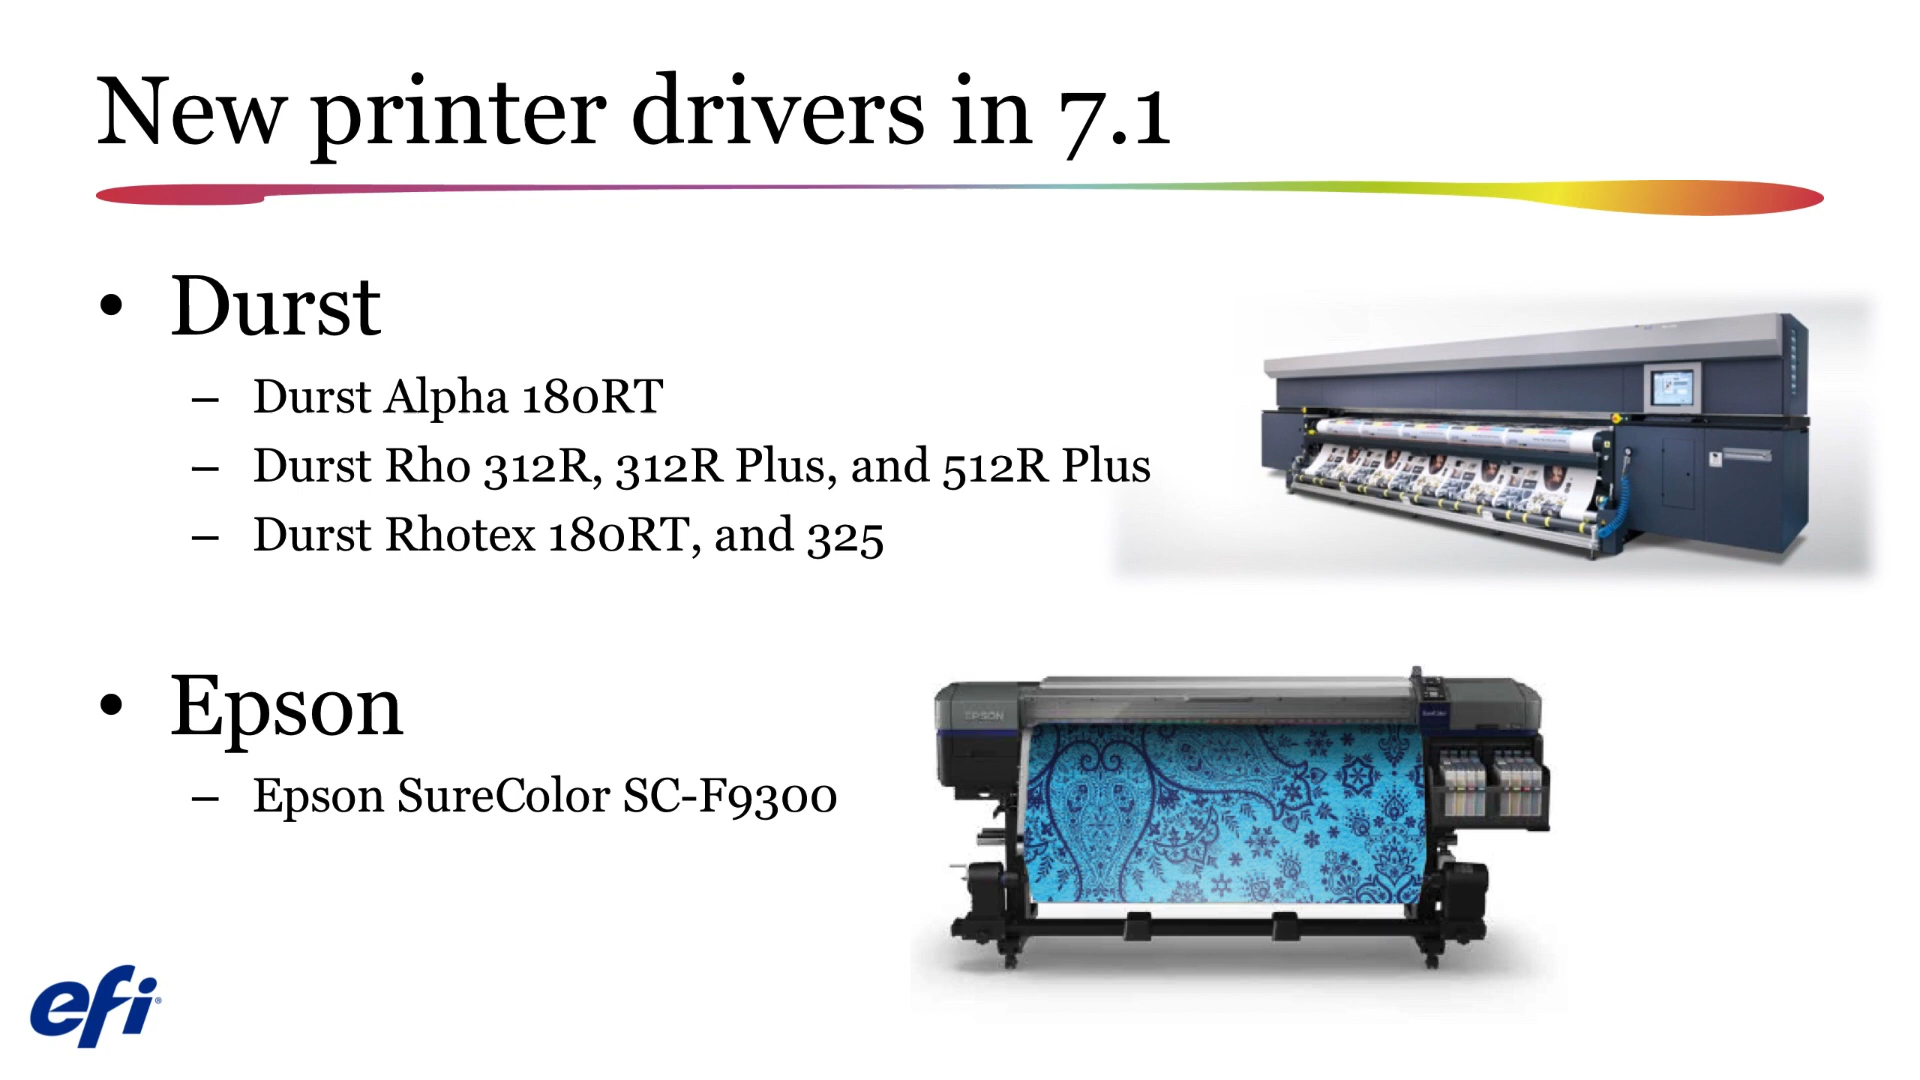 New printer drivers in 7.1
• Durst
– Durst Alpha 180RT
– Durst Rho 312R, 312R Plus, and 512R Plus
– Durst Rhotex 180RT, and 325
• Epson
– Epson SureColor SC-F9300
EPSON
efi®